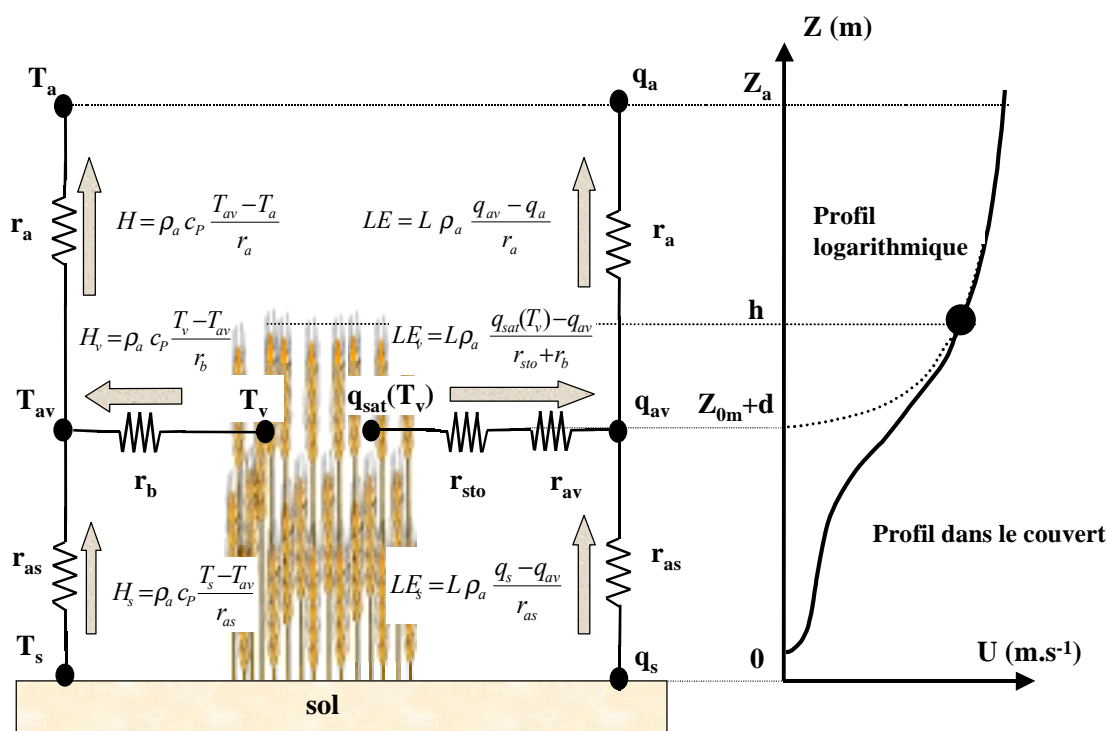 Z (m)
T_a
q_a
Z_a
r_a
H = ρ_a c_P (T_av − T_a) / r_a
LE = L ρ_a (q_av − q_a) / r_a
r_a
Profil
logarithmique
h
H_v = ρ_a c_P (T_v − T_av) / r_b
LE_v = L ρ_a (q_sat(T_v) − q_av) / (r_sto + r_b)
T_av
T_v
q_sat(T_v)
q_av
Z_0m+d
r_b
r_sto
r_av
Profil dans le couvert
r_as
H_s = ρ_a c_P (T_s − T_av) / r_as
LE_s = L ρ_a (q_s − q_av) / r_as
r_as
T_s
q_s
0
U (m.s⁻¹)
sol